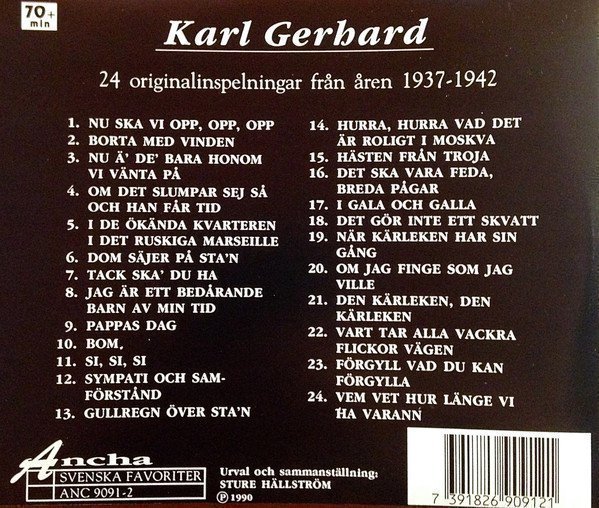 70+
min
Karl Gerhard
24 originalinspelningar från åren 1937-1942
1. NU SKA VI OPP, OPP, OPP
2. BORTA MED VINDEN
3. NU Ä' DE' BARA HONOM
VI VÄNTA PÅ
4. OM DET SLUMPAR SEJ SÅ
OCH HAN FÅR TID
5. I DE ÖKÄNDA KVARTEREN
I DET RUSKIGA MARSEILLE
6. DOM SÄJER PÅ STA'N
7. TACK SKA' DU HA
8. JAG ÄR ETT BEDÅRANDE
BARN AV MIN TID
9. PAPPAS DAG
10. BOM.
11. SI, SI, SI
12. SYMPATI OCH SAM-
FÖRSTÅND
13. GULLREGN ÖVER STA'N
14. HURRA, HURRA VAD DET
ÄR ROLIGT I MOSKVA
15. HÄSTEN FRÅN TROJA
16. DET SKA VARA FEDA,
BREDA PÅGAR
17. I GALA OCH GALLA
18. DET GÖR INTE ETT SKVATT
19. NÄR KÄRLEKEN HAR SIN
GÅNG
20. OM JAG FINGE SOM JAG
VILLE
21. DEN KÄRLEKEN, DEN
KÄRLEKEN
22. VART TAR ALLA VACKRA
FLICKOR VÄGEN
23. FÖRGYLL VAD DU KAN
FÖRGYLLA
24. VEM VET HUR LÄNGE VI
HA VARANN
Ancha
SVENSKA FAVORITER
ANC 9091-2
Urval och sammanställning:
STURE HÄLLSTRÖM
Ⓟ 1990
7 391826 909121